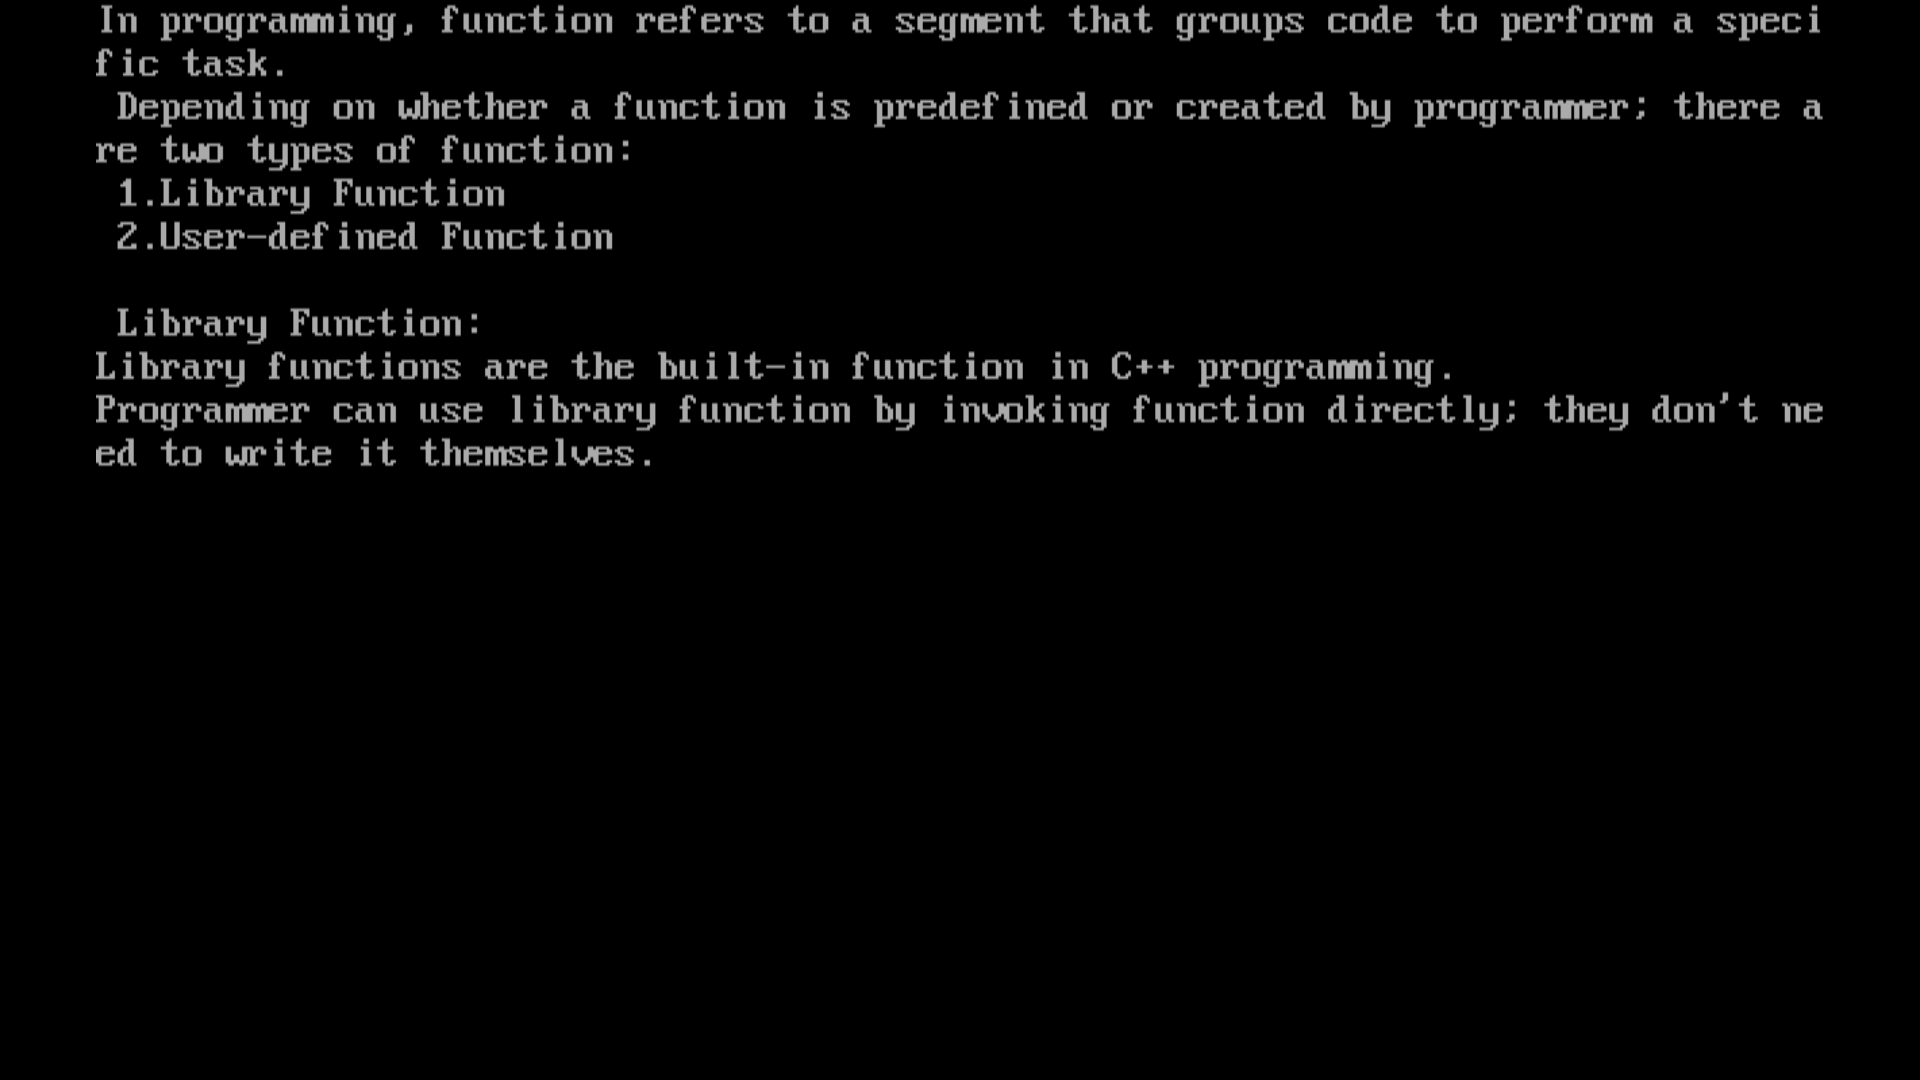 In programming, function refers to a segment that groups code to perform a speci
fic task.
Depending on whether a function is predefined or created by programmer; there a
re two types of function:
1.Library Function
2.User-defined Function
Library Function:
Library functions are the built-in function in C++ programming.
Programmer can use library function by invoking function directly; they don't ne
ed to write it themselves.